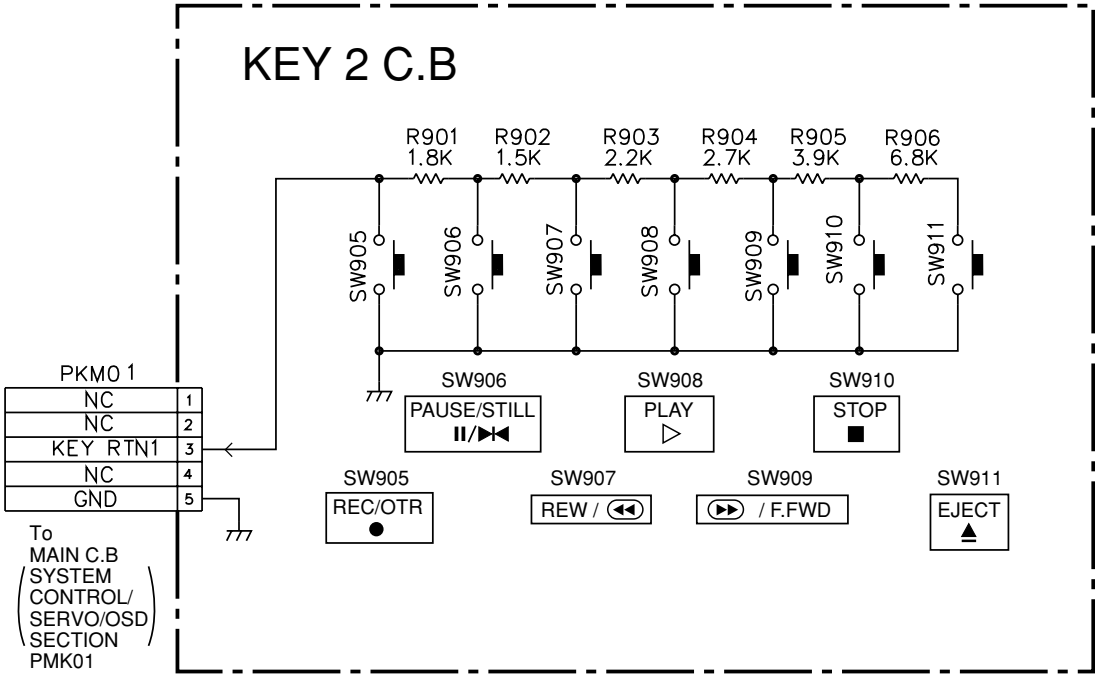 KEY 2 C.B
R901 R902 R903 R904 R905 R906
1.8K 1.5K 2.2K 2.7K 3.9K 6.8K
SW905 SW906 SW907 SW908 SW909 SW910 SW911
PKM01
NC 1
NC 2
KEY RTN1 3
NC 4
GND 5
To
MAIN C.B
SYSTEM
CONTROL/
SERVO/OSD
SECTION
PMK01
SW906 SW908 SW910
PAUSE/STILL PLAY STOP
SW905 SW907 SW909 SW911
REC/OTR REW / / F.FWD EJECT